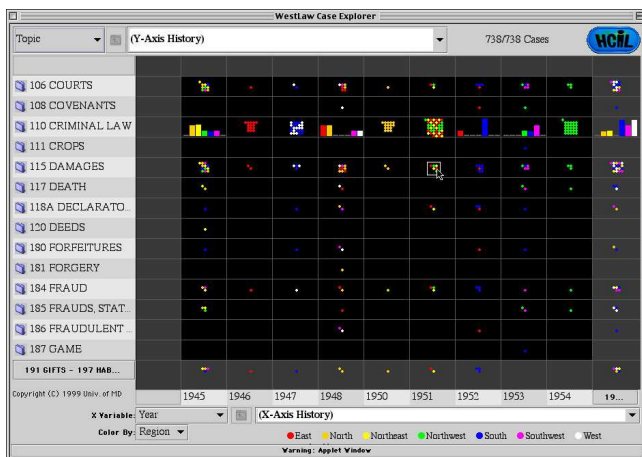 WestLaw Case Explorer
Topic (Y-Axis History) 738/738 Cases HCIL
106 COURTS
108 COVENANTS
110 CRIMINAL LAW
111 CROPS
115 DAMAGES
117 DEATH
118A DECLARATO...
120 DEEDS
180 FORFEITURES
181 FORGERY
184 FRAUD
185 FRAUDS, STAT...
186 FRAUDULENT ...
187 GAME
191 GIFTS - 197 HAB...
Copyright (C) 1999 Univ. of MD 1945 1946 1947 1948 1950 1951 1952 1953 1954 19...
X Variable: Year (X-Axis History)
Color By: Region East North Northeast Northwest South Southwest West
Warning: Applet Window